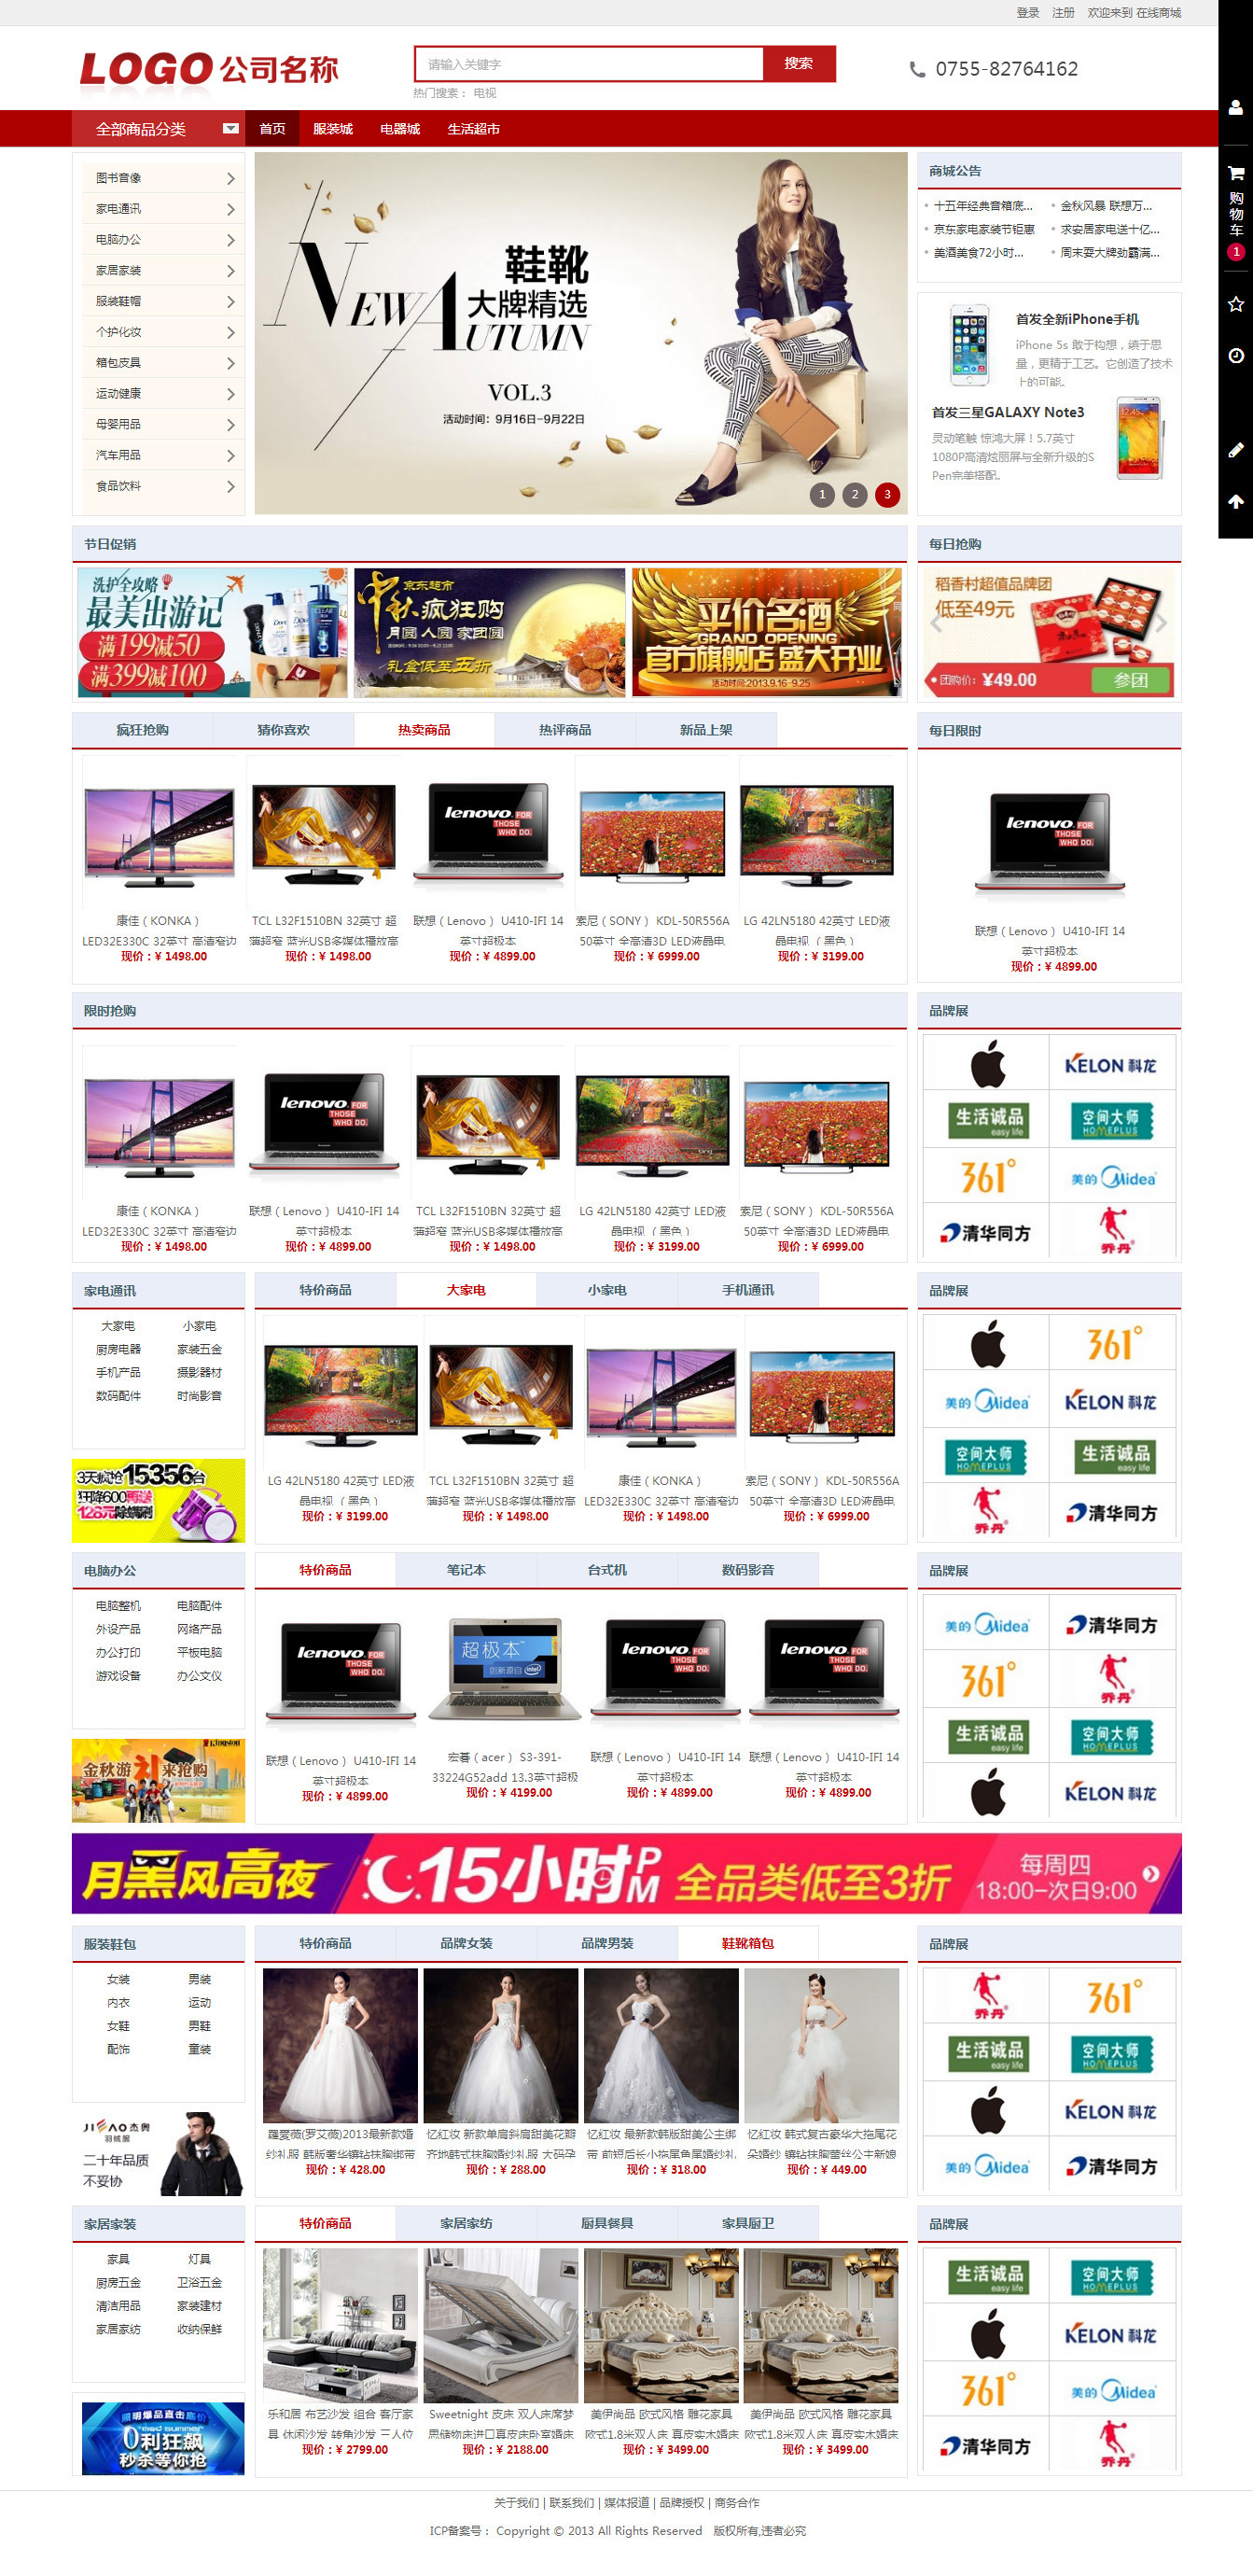 登录 注册 欢迎来到 在线商城
LOGO 公司名称
请输入关键字
搜索
0755-82764162
热门搜索： 电视
全部商品分类
首页 服装城 电器城 生活超市
购物车
1
图书音像
家电通讯
电脑办公
家居家装
服装鞋帽
个护化妆
箱包皮具
运动健康
母婴用品
汽车用品
食品饮料
NEW AUTUMN
鞋靴
大牌精选
VOL.3
活动时间：9月16日-9月22日
1 2 3
商城公告
十五年经典音箱底... 金秋风暴 联想万...
京东家电家装节钜惠 求安居家电送十亿...
美酒美食72小时... 周末耍大牌劲霸满...
首发全新iPhone手机
iPhone 5s 敢于构想，绩于思
量，更精于工艺。它创造了技术
上的可能。
首发三星GALAXY Note3
灵动笔触 惊鸿大屏！5.7英寸
1080P高清炫丽屏与全新升级的S
Pen完美搭配。
节日促销
洗护全攻略
最美出游记
满199减50
满399减100
京东超市
中秋疯狂购
月圆 人圆 家团圆
礼盒低至五折
平价名酒
GRAND OPENING
官方旗舰店 盛大开业
活动时间:2013.9.16-9.25
每日抢购
稻香村超值品牌团
低至49元
团购价: ¥49.00 参团
疯狂抢购 猜你喜欢 热卖商品 热评商品 新品上架
康佳（KONKA）
LED32E330C 32英寸 高清窄边
现价：¥ 1498.00
TCL L32F1510BN 32英寸 超
薄超窄 蓝光USB多媒体播放高
现价：¥ 1498.00
lenovo FOR THOSE WHO DO.
联想（Lenovo） U410-IFI 14
英寸超极本
现价：¥ 4899.00
索尼（SONY） KDL-50R556A
50英寸 全高清3D LED液晶电
现价：¥ 6999.00
LG 42LN5180 42英寸 LED液
晶电视 （黑色）
现价：¥ 3199.00
每日限时
lenovo FOR THOSE WHO DO.
联想（Lenovo） U410-IFI 14
英寸超极本
现价：¥ 4899.00
限时抢购
康佳（KONKA）
LED32E330C 32英寸 高清窄边
现价：¥ 1498.00
lenovo FOR THOSE WHO DO.
联想（Lenovo） U410-IFI 14
英寸超极本
现价：¥ 4899.00
TCL L32F1510BN 32英寸 超
薄超窄 蓝光USB多媒体播放高
现价：¥ 1498.00
LG 42LN5180 42英寸 LED液
晶电视 （黑色）
现价：¥ 3199.00
索尼（SONY） KDL-50R556A
50英寸 全高清3D LED液晶电
现价：¥ 6999.00
品牌展
KELON 科龙
生活诚品 easy life
空间大师 HOMEPLUS
361°
美的 Midea
清华同方
乔丹
家电通讯
大家电 小家电
厨房电器 家装五金
手机产品 摄影器材
数码配件 时尚影音
3天疯抢15356台
狂降600再送
128元除螨刷
特价商品 大家电 小家电 手机通讯
LG 42LN5180 42英寸 LED液
晶电视 （黑色）
现价：¥ 3199.00
TCL L32F1510BN 32英寸 超
薄超窄 蓝光USB多媒体播放高
现价：¥ 1498.00
康佳（KONKA）
LED32E330C 32英寸 高清窄边
现价：¥ 1498.00
索尼（SONY） KDL-50R556A
50英寸 全高清3D LED液晶电
现价：¥ 6999.00
品牌展
361°
美的 Midea
KELON 科龙
空间大师 HOMEPLUS
生活诚品 easy life
乔丹
清华同方
电脑办公
电脑整机 电脑配件
外设产品 网络产品
办公打印 平板电脑
游戏设备 办公文仪
Kingston
金秋游礼来抢购
特价商品 笔记本 台式机 数码影音
lenovo FOR THOSE WHO DO.
联想（Lenovo） U410-IFI 14
英寸超极本
现价：¥ 4899.00
超极本
创新源自 intel
宏碁（acer） S3-391-
33224G52add 13.3英寸超极
现价：¥ 4199.00
lenovo FOR THOSE WHO DO.
联想（Lenovo） U410-IFI 14
英寸超极本
现价：¥ 4899.00
lenovo FOR THOSE WHO DO.
联想（Lenovo） U410-IFI 14
英寸超极本
现价：¥ 4899.00
品牌展
美的 Midea
清华同方
361°
乔丹
生活诚品 easy life
空间大师 HOMEPLUS
KELON 科龙
月黑风高夜 15小时PM 全品类低至3折
每周四
18:00-次日9:00
服装鞋包
女装 男装
内衣 运动
女鞋 男鞋
配饰 童装
JIEAO 杰奥
羽绒服
二十年品质
不妥协
特价商品 品牌女装 品牌男装 鞋靴箱包
蘿愛薇(罗艾薇)2013最新款婚
纱礼服 韩版奢华镶钻抹胸绑带
现价：¥ 428.00
忆红妆 新款单肩斜肩甜美花瓣
齐地韩式抹胸婚纱礼服 大码孕
现价：¥ 288.00
忆红妆 最新款韩版甜美公主绑
带 前短后长小拖尾鱼尾婚纱礼
现价：¥ 318.00
忆红妆 韩式复古豪华大拖尾花
朵婚纱 镶钻抹胸蕾丝公主新娘
现价：¥ 449.00
品牌展
乔丹
361°
生活诚品 easy life
空间大师 HOMEPLUS
KELON 科龙
美的 Midea
清华同方
家居家装
家具 灯具
厨房五金 卫浴五金
清洁用品 家装建材
家居家纺 收纳保鲜
照明爆品直击底价
0利狂飙
秒杀等你抢
特价商品 家居家纺 厨具餐具 家具厨卫
乐和居 布艺沙发 组合 客厅家
具 休闲沙发 转角沙发 三人位
现价：¥ 2799.00
Sweetnight 皮床 双人床席梦
思储物床进口真皮床卧室婚床
现价：¥ 2188.00
美伊尚品 欧式风格 雕花家具
欧式1.8米双人床 真皮实木婚床
现价：¥ 3499.00
美伊尚品 欧式风格 雕花家具
欧式1.8米双人床 真皮实木婚床
现价：¥ 3499.00
品牌展
生活诚品 easy life
空间大师 HOMEPLUS
KELON 科龙
361°
美的 Midea
清华同方
乔丹
关于我们 | 联系我们 | 媒体报道 | 品牌授权 | 商务合作
ICP备案号： Copyright © 2013 All Rights Reserved 版权所有,违者必究